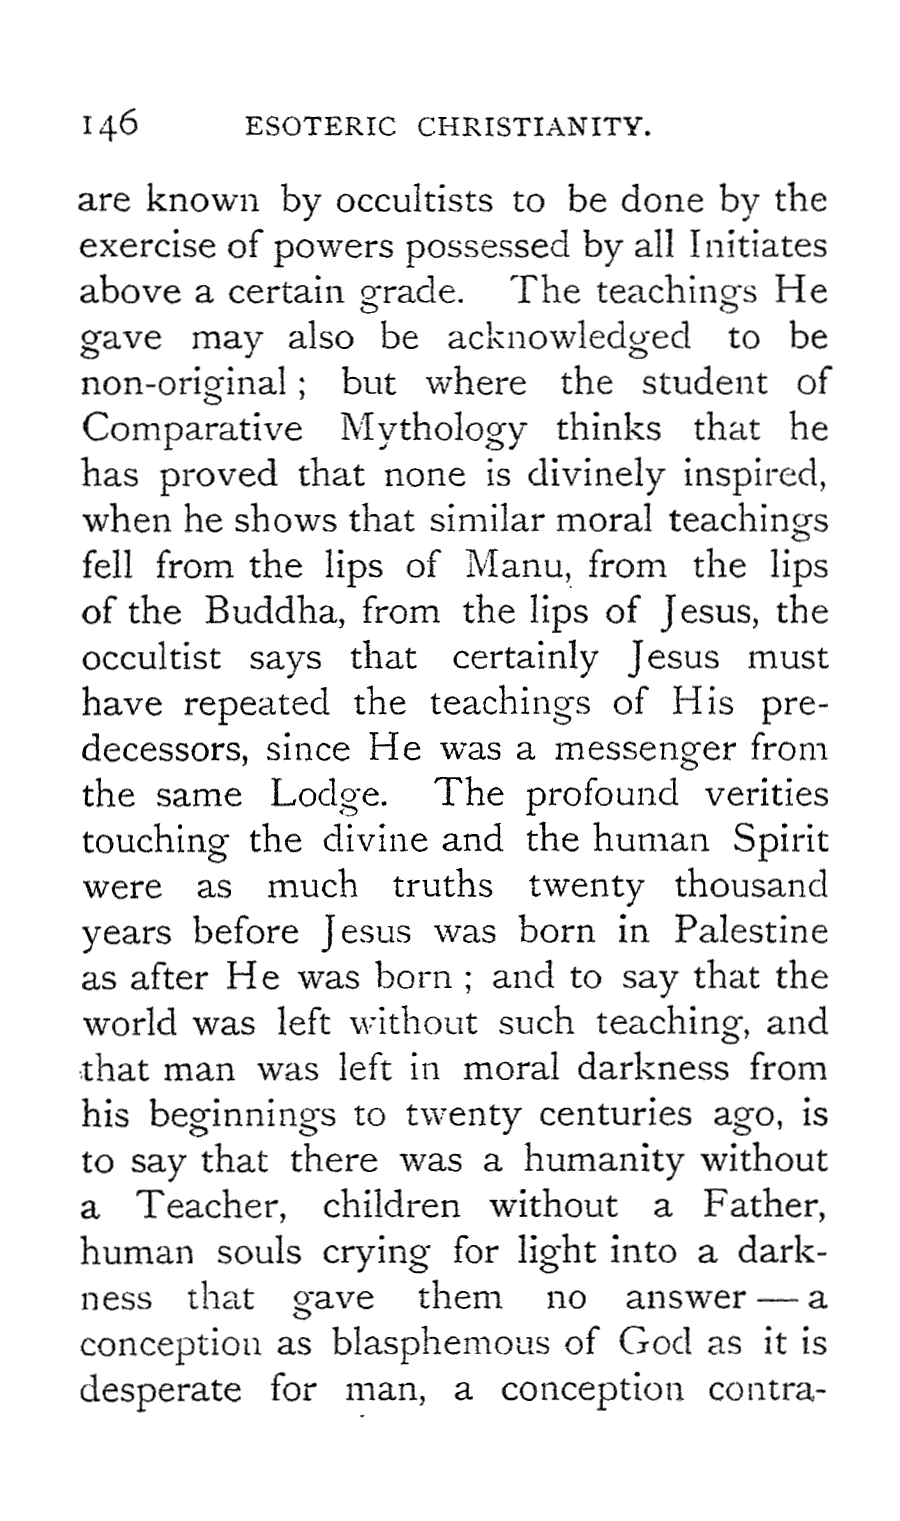 146 ESOTERIC CHRISTIANITY.
are known by occultists to be done by the
exercise of powers possessed by all Initiates
above a certain grade. The teachings He
gave may also be acknowledged to be
non-original ; but where the student of
Comparative Mythology thinks that he
has proved that none is divinely inspired,
when he shows that similar moral teachings
fell from the lips of Manu, from the lips
of the Buddha, from the lips of Jesus, the
occultist says that certainly Jesus must
have repeated the teachings of His pre-
decessors, since He was a messenger from
the same Lodge. The profound verities
touching the divine and the human Spirit
were as much truths twenty thousand
years before Jesus was born in Palestine
as after He was born ; and to say that the
world was left without such teaching, and
that man was left in moral darkness from
his beginnings to twenty centuries ago, is
to say that there was a humanity without
a Teacher, children without a Father,
human souls crying for light into a dark-
ness that gave them no answer — a
conception as blasphemous of God as it is
desperate for man, a conception contra-